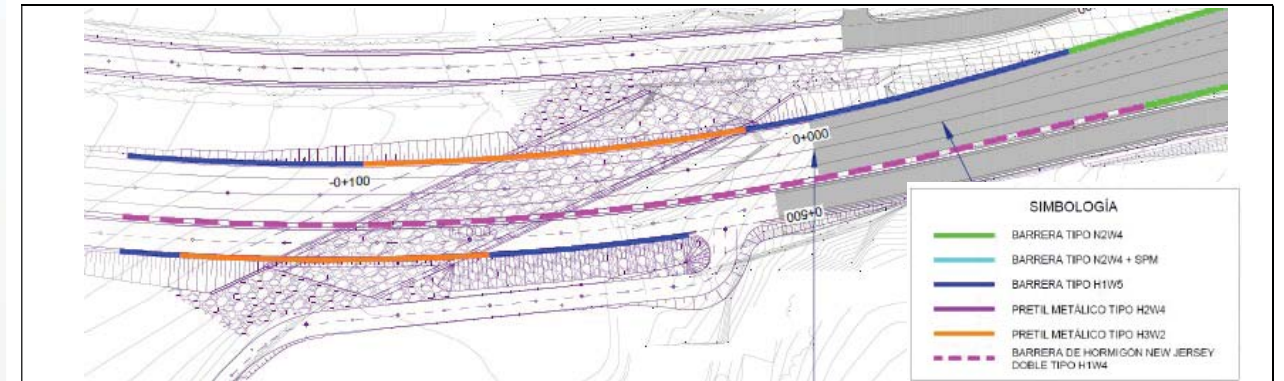 0+000
-0+100
0+500
SIMBOLOGÍA
BARRERA TIPO N2W4
BARRERA TIPO N2W4 + SPM
BARRERA TIPO H1W5
PRETIL METÁLICO TIPO H2W4
PRETIL METÁLICO TIPO H3W2
BARRERA DE HORMIGÓN NEW JERSEY
DOBLE TIPO H1W4